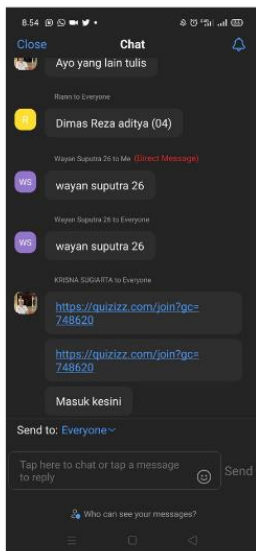 8.54
Close
Chat
Ayo yang lain tulis
Riann to Everyone
R
Dimas Reza aditya (04)
Wayan Suputra 26 to Me (Direct Message)
WS
wayan suputra 26
Wayan Suputra 26 to Everyone
WS
wayan suputra 26
KRISNA SUGIARTA to Everyone
https://quizizz.com/join?gc=
748620
https://quizizz.com/join?gc=
748620
Masuk kesini
Send to: Everyone
Tap here to chat or tap a message
to reply
Send
Who can see your messages?